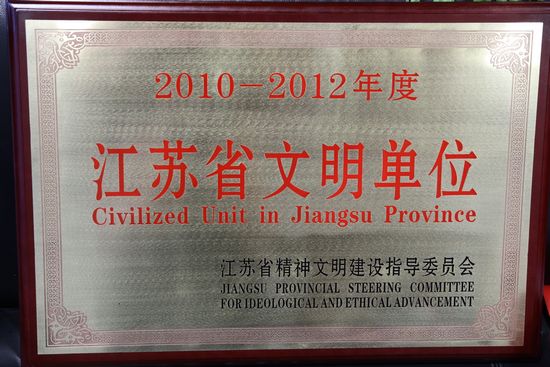 2010-2012年度
江苏省文明单位
Civilized Unit in Jiangsu Province
江苏省精神文明建设指导委员会
JIANGSU PROVINCIAL STEERING COMMITTEE
FOR IDEOLOGICAL AND ETHICAL ADVANCEMENT